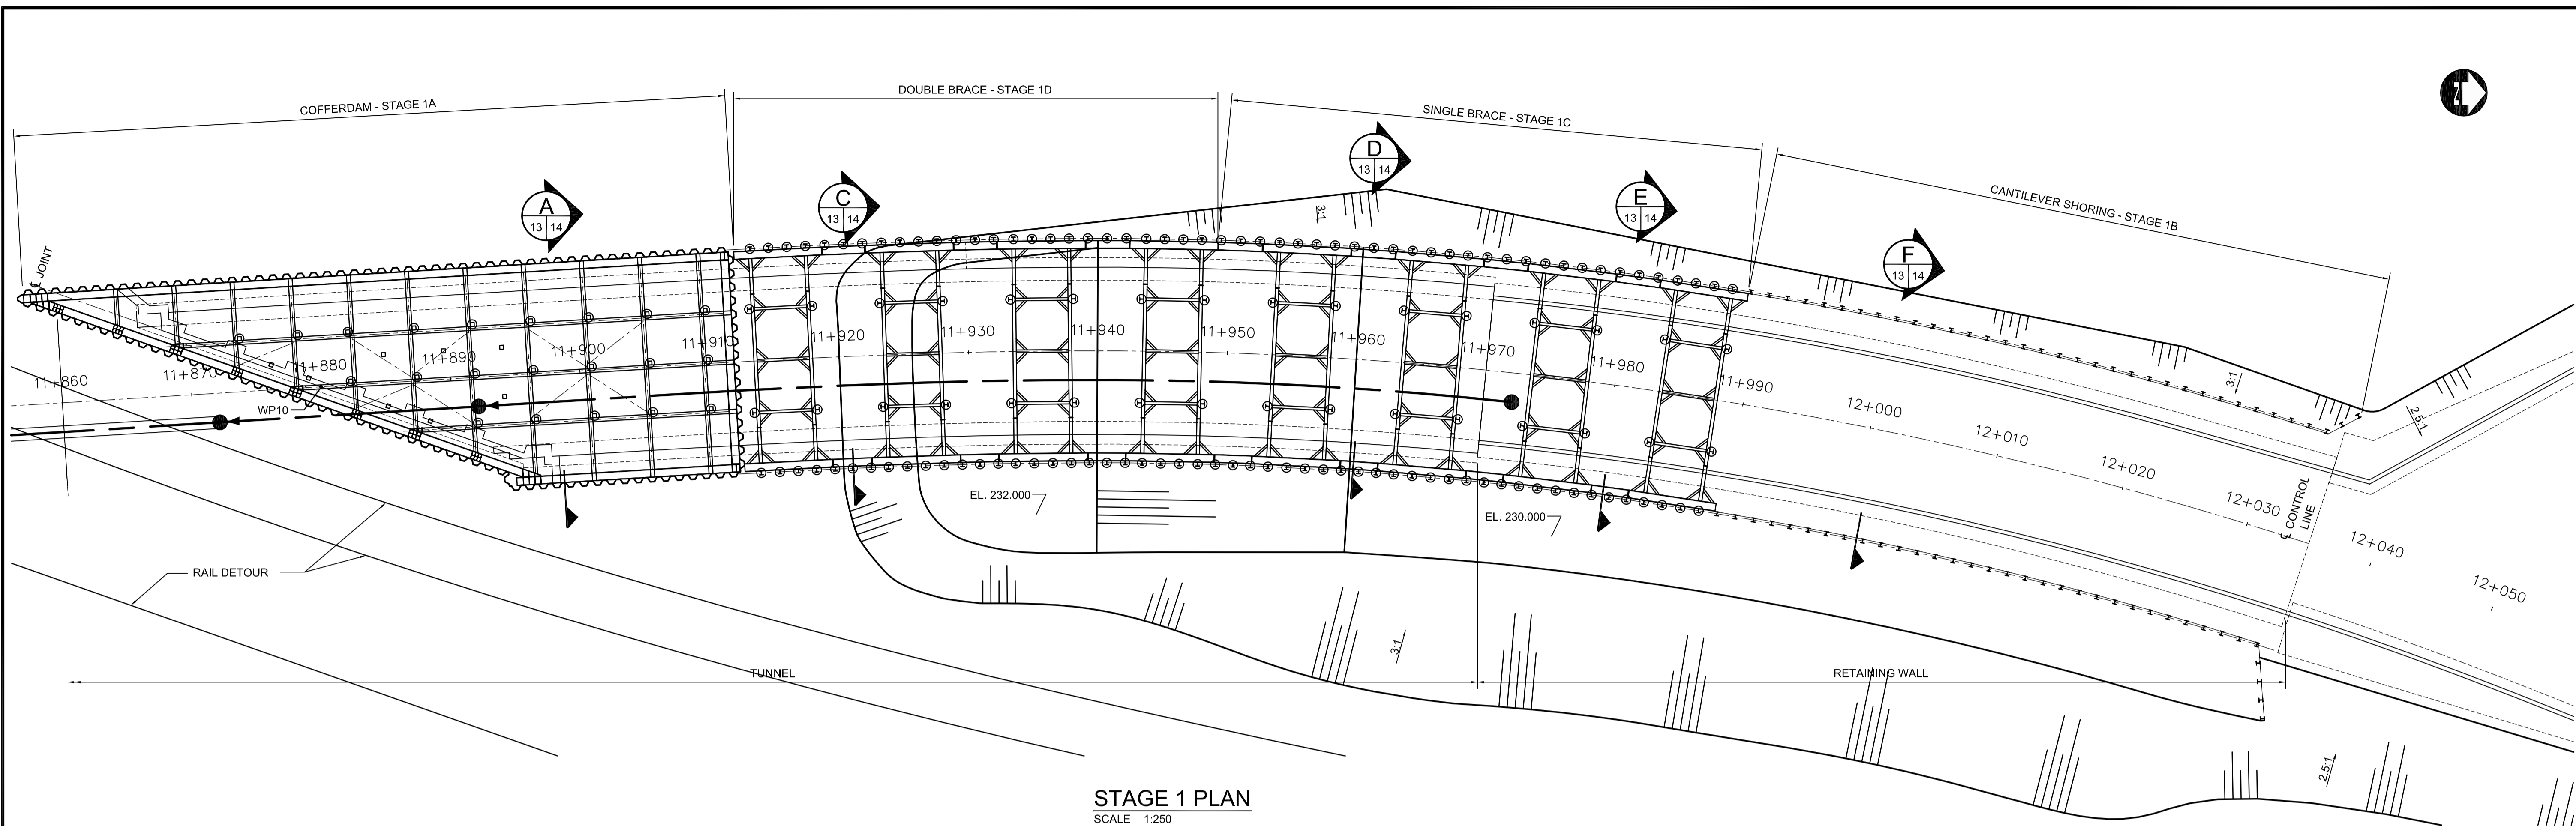 COFFERDAM - STAGE 1A
DOUBLE BRACE - STAGE 1D
SINGLE BRACE - STAGE 1C
CANTILEVER SHORING - STAGE 1B
Z
A
13 14
C
13 14
D
13 14
E
13 14
F
13 14
3:1
3:1
2.5:1
℄ JOINT
11+860
11+870
11+880
11+890
11+900
11+910
11+920
11+930
11+940
11+950
11+960
11+970
11+980
11+990
12+000
12+010
12+020
12+030
12+040
12+050
℄ CONTROL
LINE
WP10
EL. 232.000
EL. 230.000
RAIL DETOUR
3:1
2.5:1
TUNNEL
RETAINING WALL
STAGE 1 PLAN
SCALE 1:250